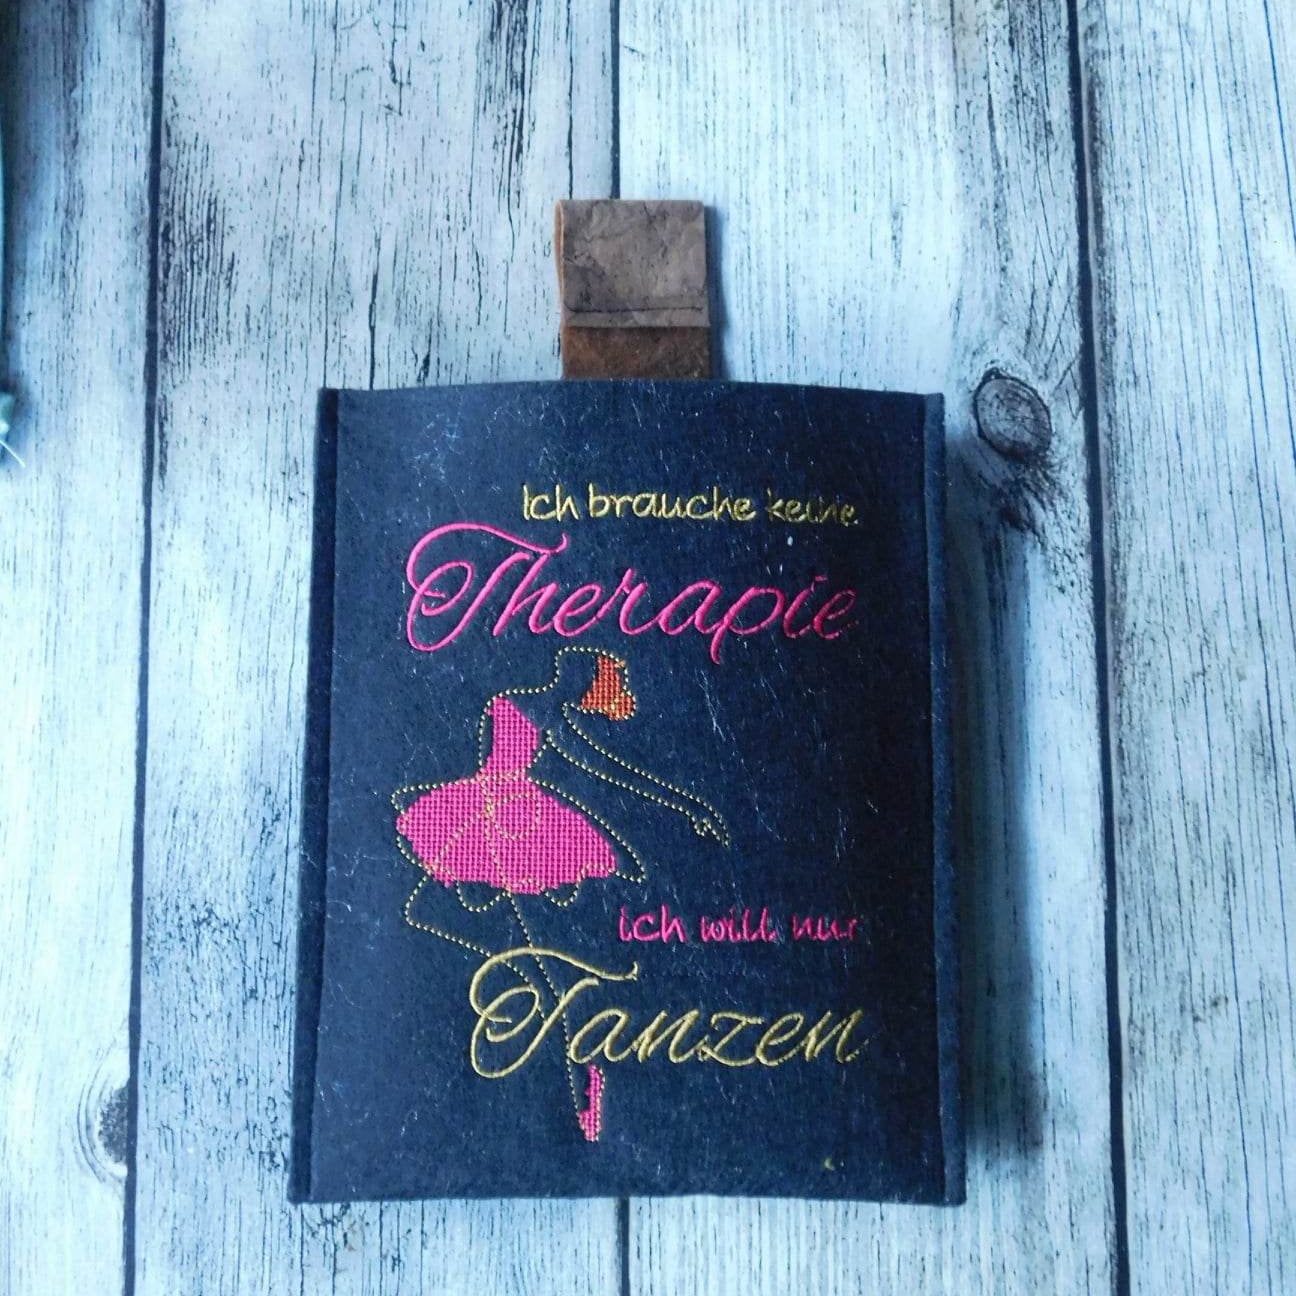 Ich brauche keine
Therapie
ich will nur
Tanzen